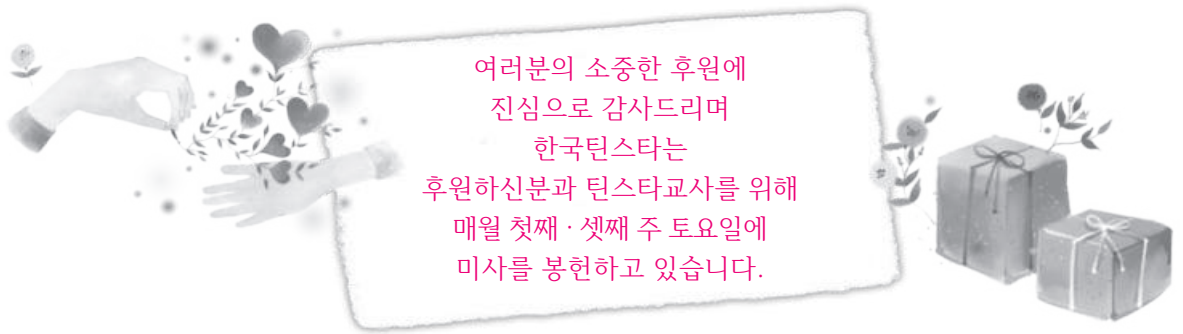 여러분의 소중한 후원에
진심으로 감사드리며
한국틴스타는
후원하신분과 틴스타교사를 위해
매월 첫째 · 셋째 주 토요일에
미사를 봉헌하고 있습니다.